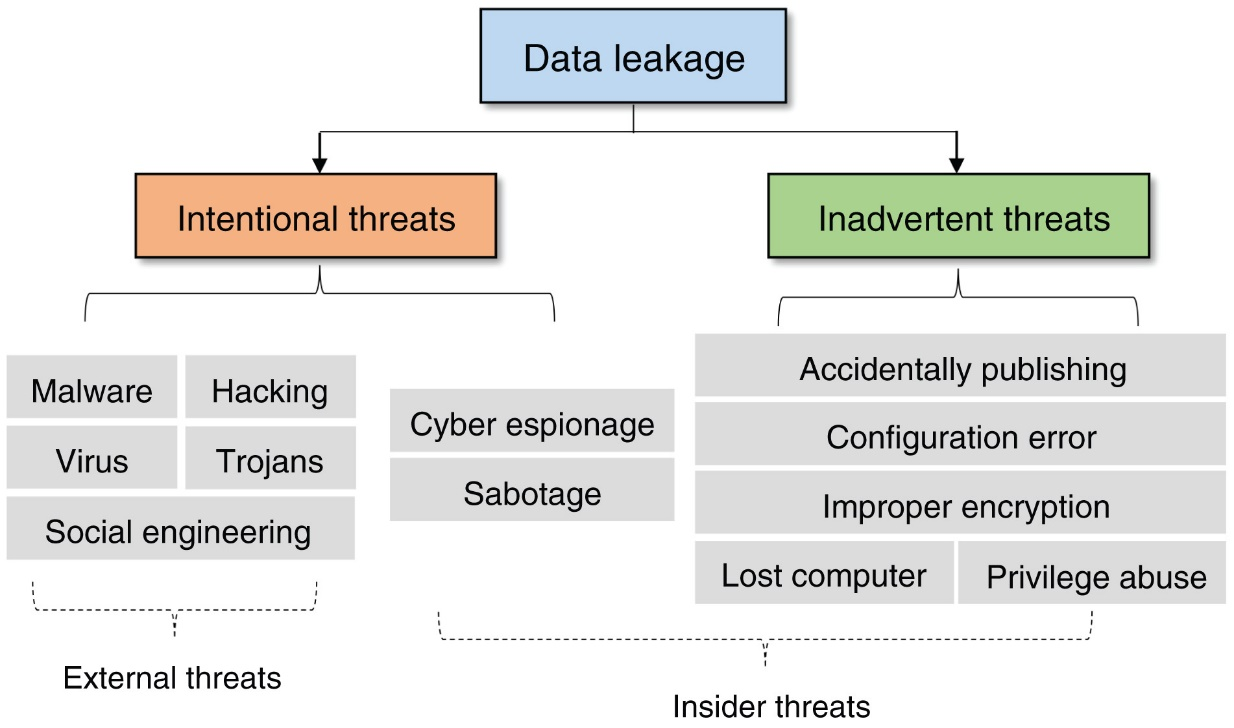 Data leakage
Intentional threats
Inadvertent threats
Malware
Hacking
Virus
Trojans
Social engineering
Cyber espionage
Sabotage
Accidentally publishing
Configuration error
Improper encryption
Lost computer
Privilege abuse
External threats
Insider threats